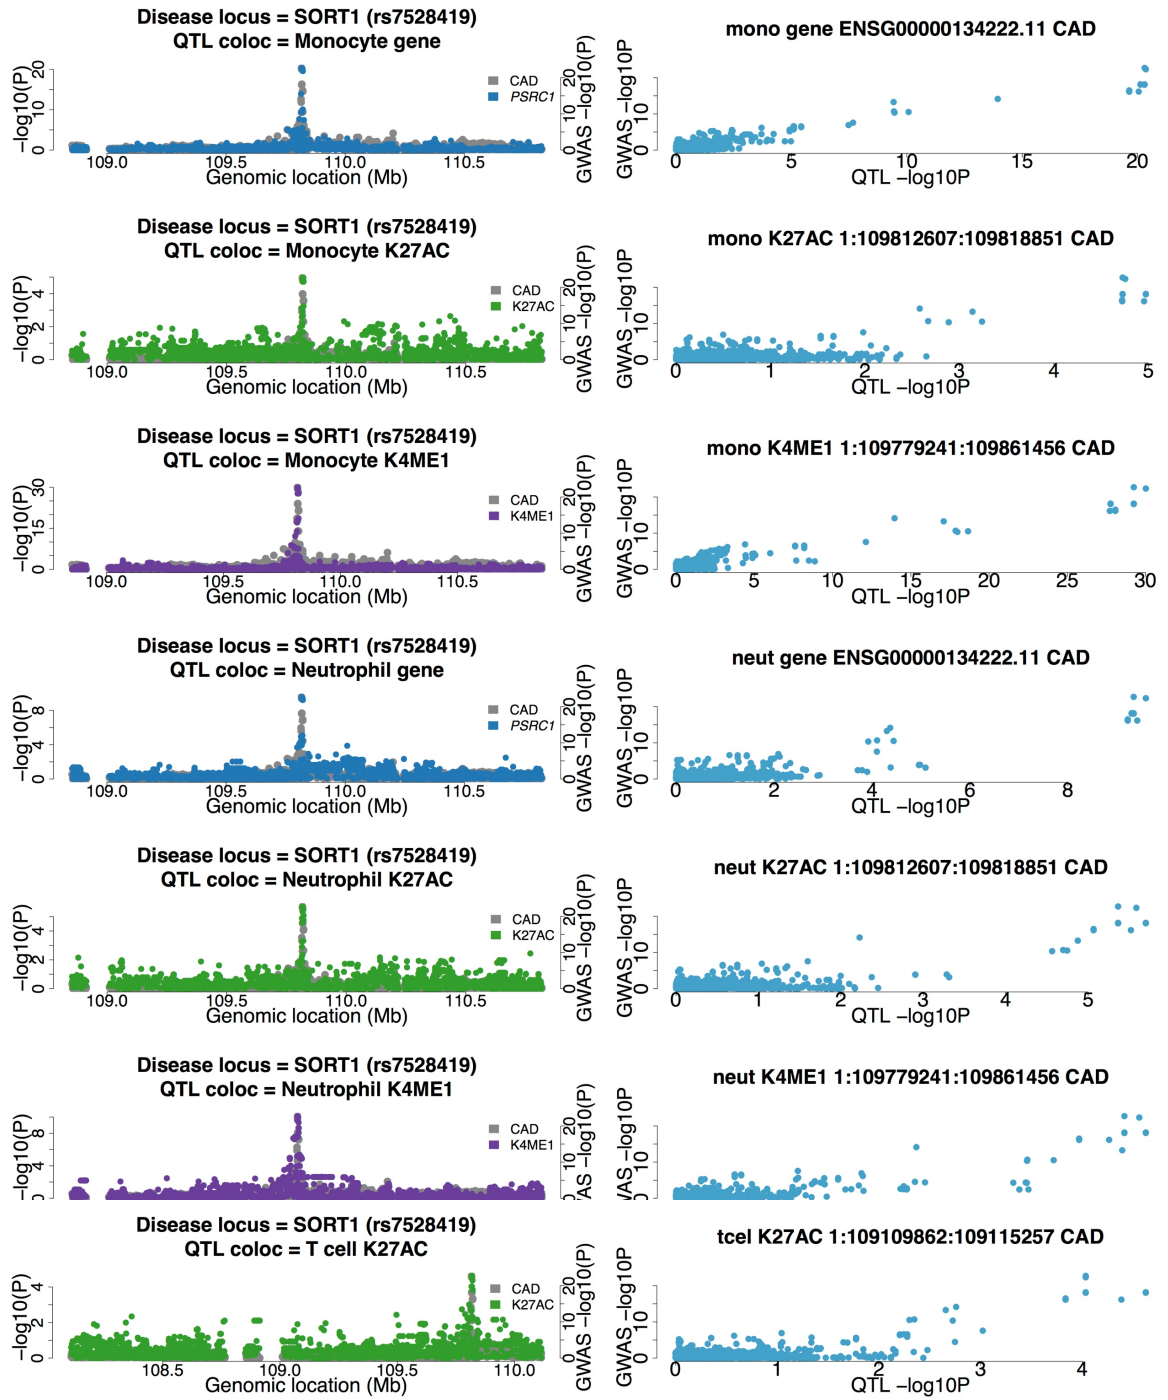 Disease locus = SORT1 (rs7528419)
QTL coloc = Monocyte gene
−log10(P)
0 10 20
CAD
PSRC1
GWAS −log10(P)
0 10 20
109.0 109.5 110.0 110.5
Genomic location (Mb)
mono gene ENSG00000134222.11 CAD
GWAS −log10P
0 10
0 5 10 15 20
QTL −log10P
Disease locus = SORT1 (rs7528419)
QTL coloc = Monocyte K27AC
−log10(P)
0 2 4
CAD
K27AC
GWAS −log10(P)
0 10 20
109.0 109.5 110.0 110.5
Genomic location (Mb)
mono K27AC 1:109812607:109818851 CAD
GWAS −log10P
0 10
0 1 2 3 4 5
QTL −log10P
Disease locus = SORT1 (rs7528419)
QTL coloc = Monocyte K4ME1
−log10(P)
0 15 30
CAD
K4ME1
GWAS −log10(P)
0 10 20
109.0 109.5 110.0 110.5
Genomic location (Mb)
mono K4ME1 1:109779241:109861456 CAD
GWAS −log10P
0 10
0 5 10 15 20 25 30
QTL −log10P
Disease locus = SORT1 (rs7528419)
QTL coloc = Neutrophil gene
−log10(P)
0 4 8
CAD
PSRC1
GWAS −log10(P)
0 10 20
109.0 109.5 110.0 110.5
Genomic location (Mb)
neut gene ENSG00000134222.11 CAD
GWAS −log10P
0 10
0 2 4 6 8
QTL −log10P
Disease locus = SORT1 (rs7528419)
QTL coloc = Neutrophil K27AC
−log10(P)
0 2 4
CAD
K27AC
GWAS −log10(P)
0 10 20
109.0 109.5 110.0 110.5
Genomic location (Mb)
neut K27AC 1:109812607:109818851 CAD
GWAS −log10P
0 10
0 1 2 3 4 5
QTL −log10P
Disease locus = SORT1 (rs7528419)
QTL coloc = Neutrophil K4ME1
−log10(P)
0 4 8
CAD
K4ME1
AS −log10(P)
0 10 20
neut K4ME1 1:109779241:109861456 CAD
WAS −log10P
10
Disease locus = SORT1 (rs7528419)
QTL coloc = T cell K27AC
−log10(P)
0 2 4
CAD
K27AC
GWAS −log10(P)
0 10 20
108.5 109.0 109.5 110.0
Genomic location (Mb)
tcel K27AC 1:109109862:109115257 CAD
GWAS −log10P
0 10
0 1 2 3 4
QTL −log10P